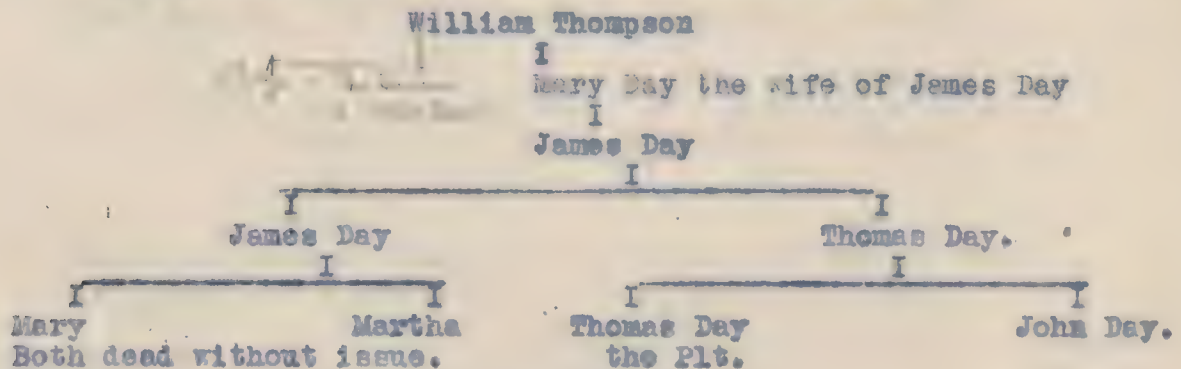 William Thompson
I
Mary Day the wife of James Day
I
James Day
I
I I
James Day Thomas Day.
I I
I I I I
Mary Martha Thomas Day John Day.
Both dead without issue. the Plt.